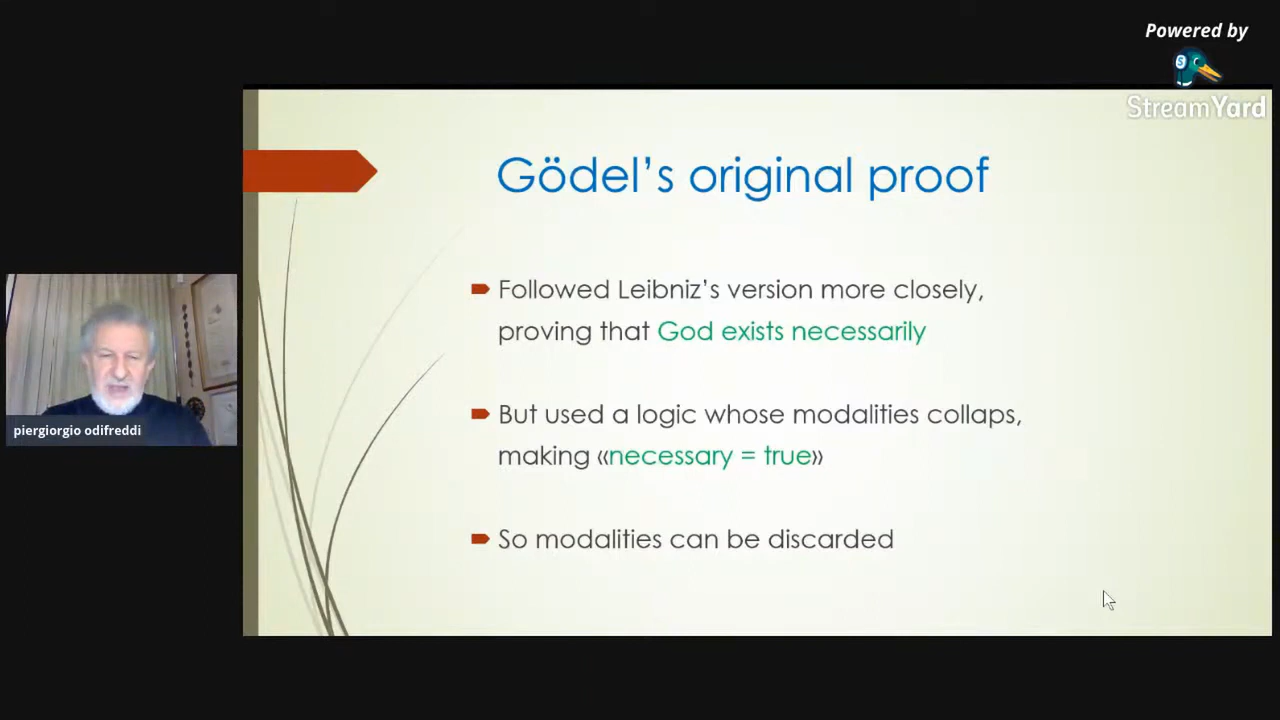 Powered by
StreamYard
Gödel's original proof
Followed Leibniz's version more closely,
proving that God exists necessarily
But used a logic whose modalities collaps,
making «necessary = true»
So modalities can be discarded
piergiorgio odifreddi